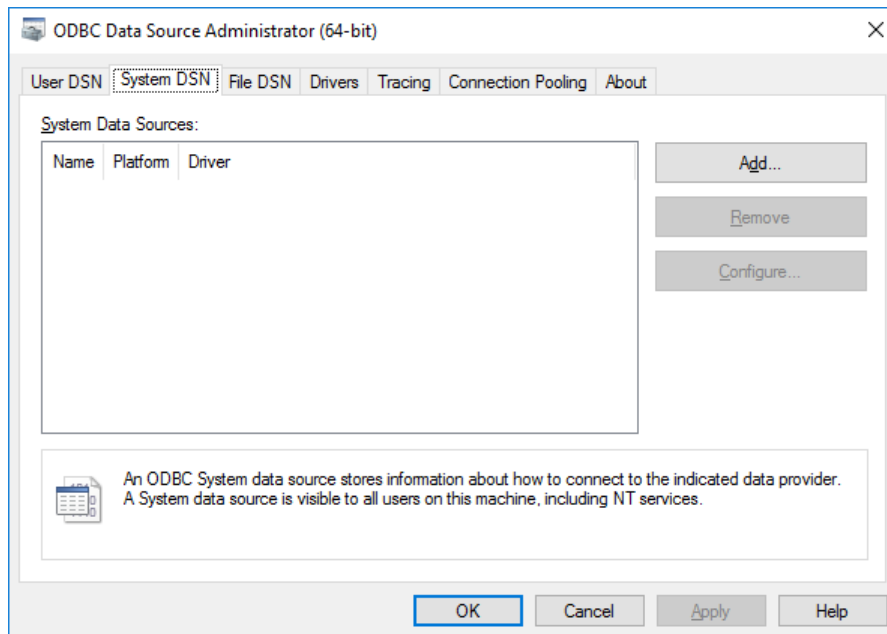 ODBC Data Source Administrator (64-bit)
User DSN System DSN File DSN Drivers Tracing Connection Pooling About
System Data Sources:
Name Platform Driver
Add...
Remove
Configure...
An ODBC System data source stores information about how to connect to the indicated data provider.
A System data source is visible to all users on this machine, including NT services.
OK Cancel Apply Help